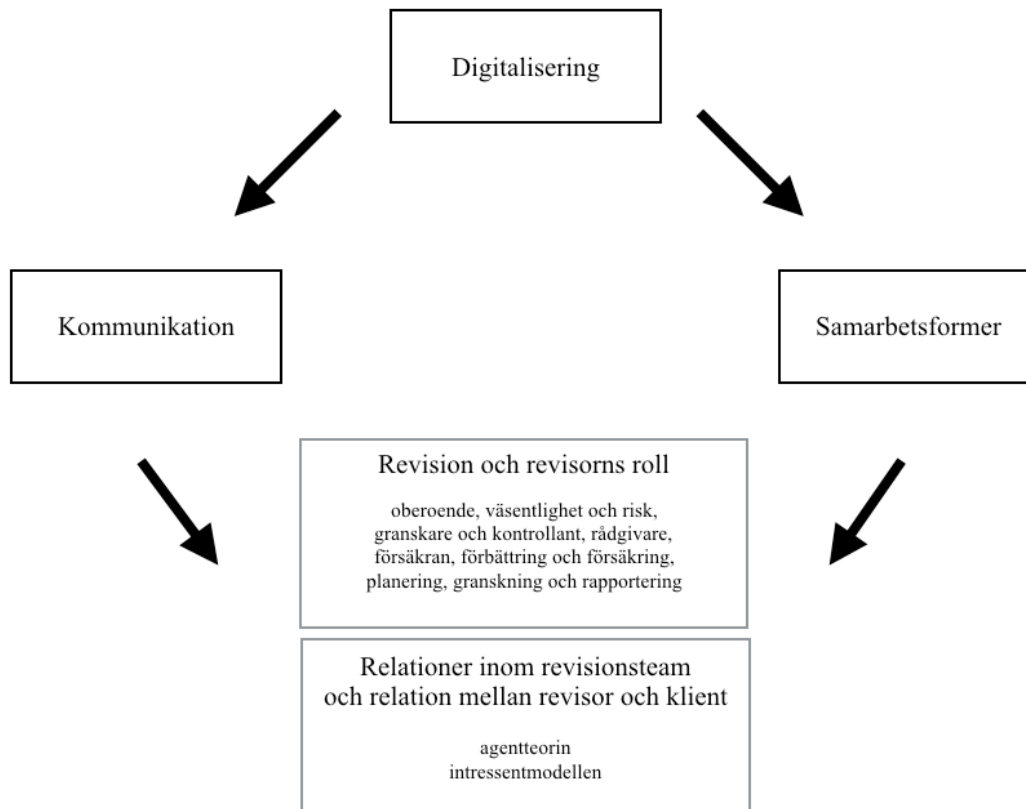 Digitalisering
Kommunikation
Samarbetsformer
Revision och revisorns roll
oberoende, väsentlighet och risk,
granskare och kontrollant, rådgivare,
försäkran, förbättring och försäkring,
planering, granskning och rapportering
Relationer inom revisionsteam
och relation mellan revisor och klient
agentteorin
intressentmodellen